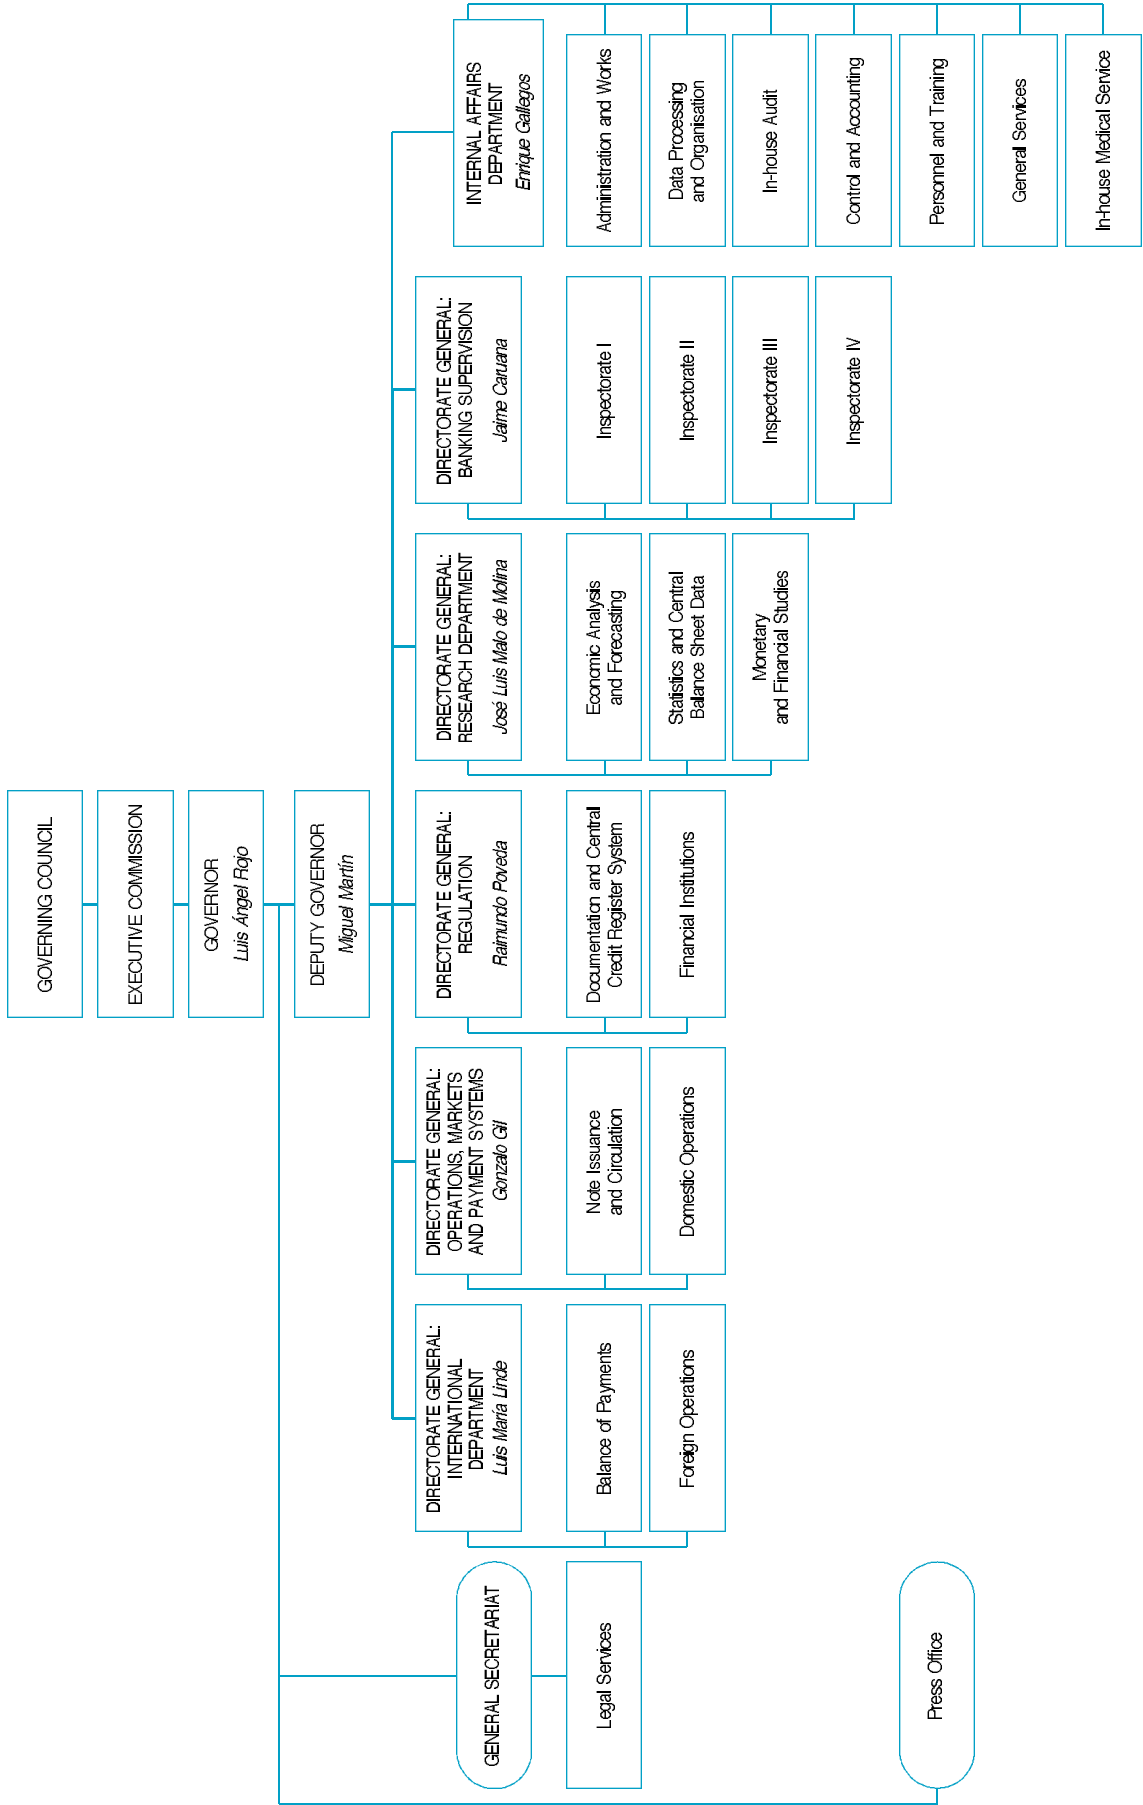 GOVERNING COUNCIL
EXECUTIVE COMMISSION
GOVERNOR
Luis Ángel Rojo
DEPUTY GOVERNOR
Miguel Martín
GENERAL SECRETARIAT
Legal Services
Press Office
DIRECTORATE GENERAL:
INTERNATIONAL
DEPARTMENT
Luis María Linde
Balance of Payments
Foreign Operations
DIRECTORATE GENERAL:
OPERATIONS, MARKETS
AND PAYMENT SYSTEMS
Gonzalo Gil
Note Issuance
and Circulation
Domestic Operations
DIRECTORATE GENERAL:
REGULATION
Raimundo Poveda
Documentation and Central
Credit Register System
Financial Institutions
DIRECTORATE GENERAL:
RESEARCH DEPARTMENT
José Luis Malo de Molina
Economic Analysis
and Forecasting
Statistics and Central
Balance Sheet Data
Monetary
and Financial Studies
DIRECTORATE GENERAL:
BANKING SUPERVISION
Jaime Caruana
Inspectorate I
Inspectorate II
Inspectorate III
Inspectorate IV
INTERNAL AFFAIRS
DEPARTMENT
Enrique Gallegos
Administration and Works
Data Processing
and Organisation
In-house Audit
Control and Accounting
Personnel and Training
General Services
In-house Medical Service